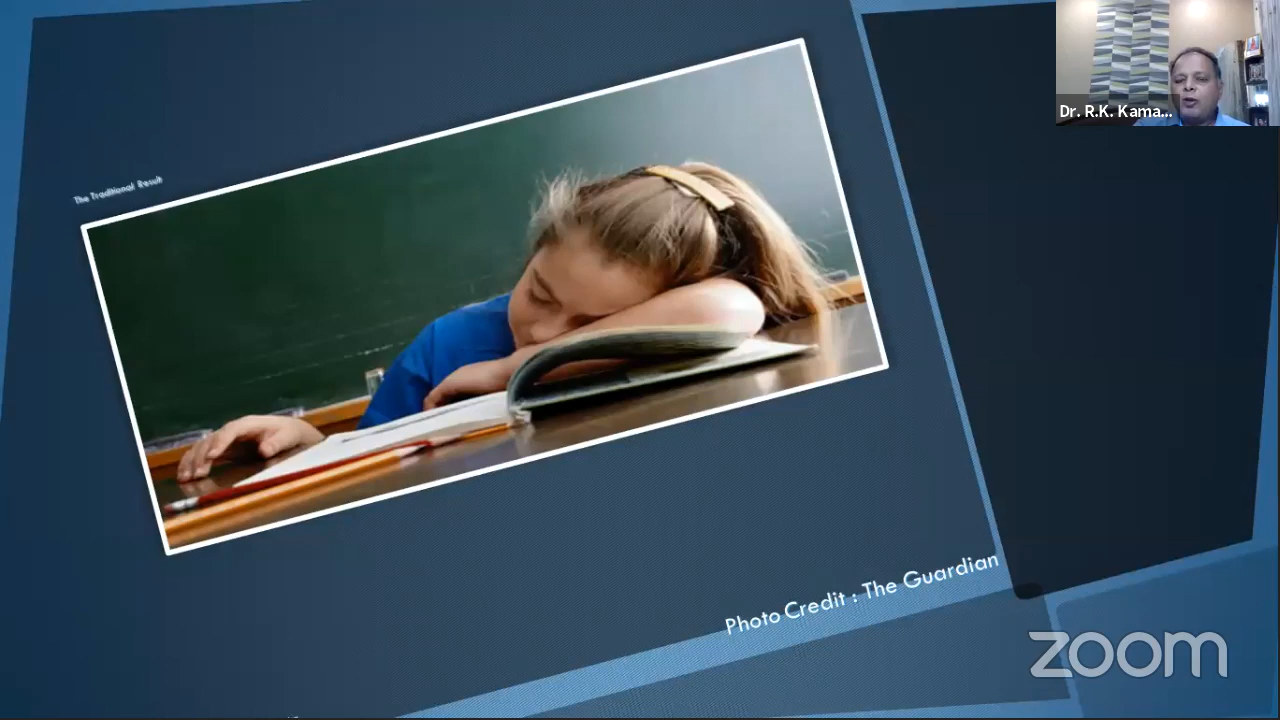 Dr. R.K. Kama...
The Traditional Result
Photo Credit : The Guardian
zoom